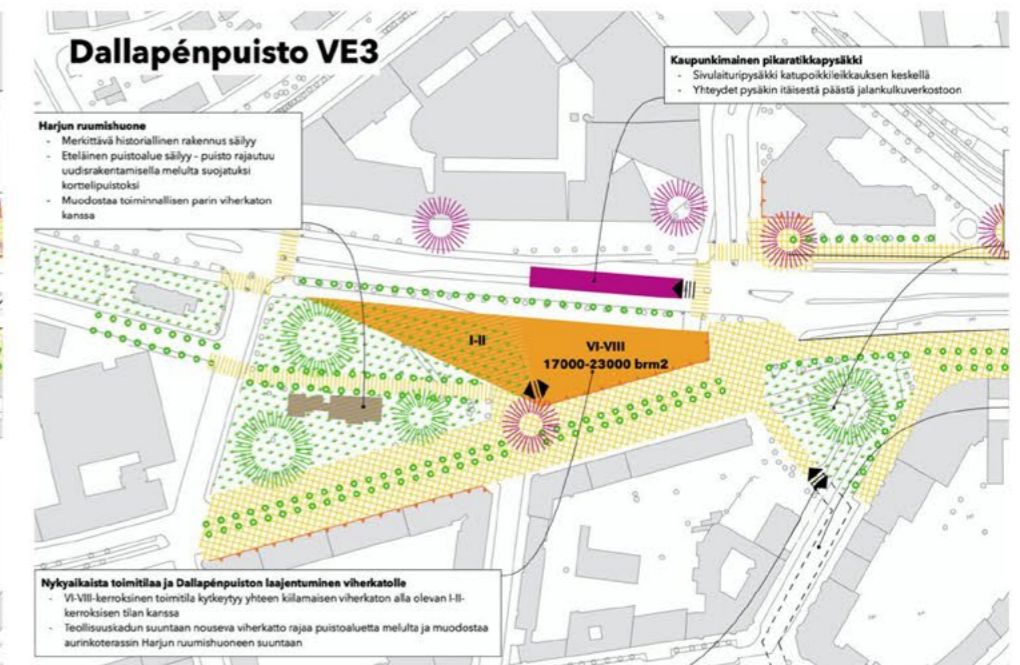 Dallapénpuisto VE3
Kaupunkimainen pikaratikkapysäkki
- Sivulaituripysäkki katupoikkileikkauksen keskellä
- Yhteydet pysäkin itäisestä päästä jalankulkuverkostoon
Harjun ruumishuone
- Merkittävä historiallinen rakennus säilyy
- Eteläinen puistoalue säilyy - puisto rajautuu
uudisrakentamisella melulta suojatuksi
korttelipuistoksi
- Muodostaa toiminnallisen parin viherkaton
kanssa
I-II
VI-VIII
17000-23000 brm2
Nykyaikaista toimitilaa ja Dallapénpuiston laajentuminen viherkatolle
- VI-VIII-kerroksinen toimitila kytkeytyy yhteen kiilamaisen viherkaton alla olevan I-II-
kerroksisen tilan kanssa
- Teollisuuskadun suuntaan nouseva viherkatto rajaa puistoaluetta melulta ja muodostaa
aurinkoterassin Harjun ruumishuoneen suuntaan